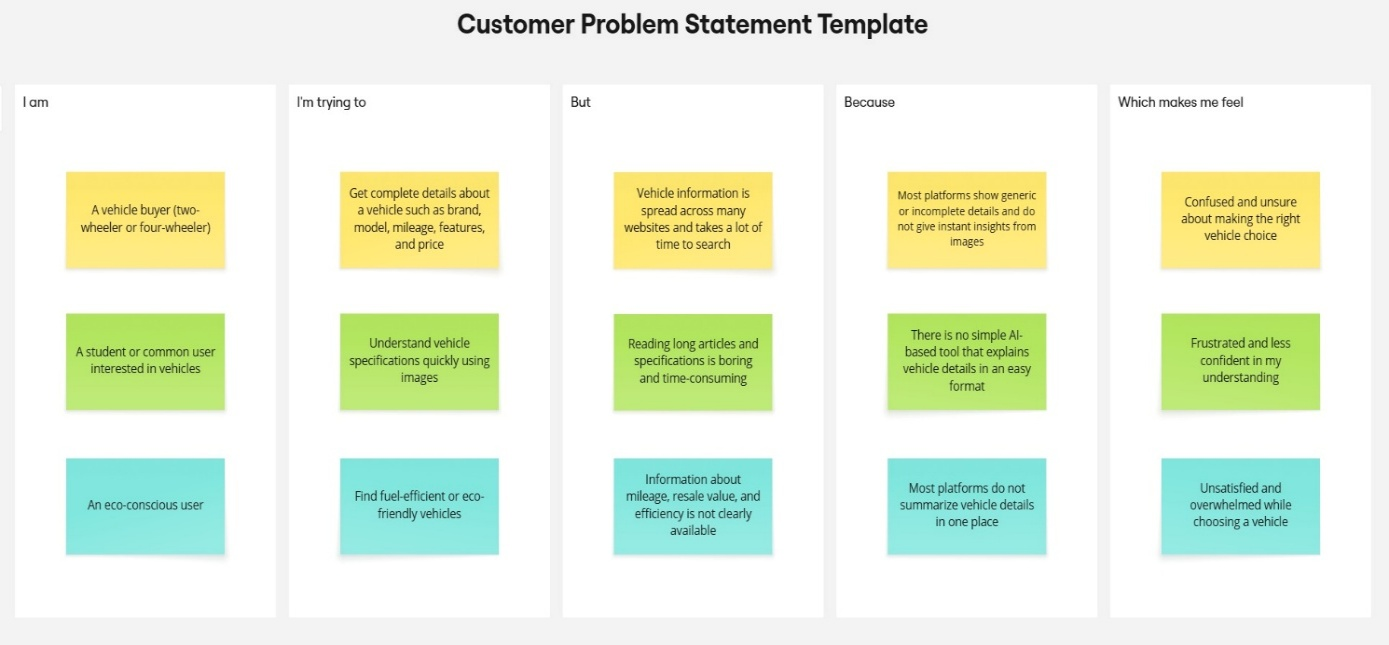 Customer Problem Statement Template
I am
I'm trying to
But
Because
Which makes me feel
A vehicle buyer (two-
wheeler or four-wheeler)
Get complete details about
a vehicle such as brand,
model, mileage, features,
and price
Vehicle information is
spread across many
websites and takes a lot of
time to search
Most platforms show generic
or incomplete details and do
not give instant insights from
images
Confused and unsure
about making the right
vehicle choice
A student or common user
interested in vehicles
Understand vehicle
specifications quickly using
images
Reading long articles and
specifications is boring
and time-consuming
There is no simple AI-
based tool that explains
vehicle details in an easy
format
Frustrated and less
confident in my
understanding
An eco-conscious user
Find fuel-efficient or eco-
friendly vehicles
Information about
mileage, resale value, and
efficiency is not clearly
available
Most platforms do not
summarize vehicle details
in one place
Unsatisfied and
overwhelmed while
choosing a vehicle